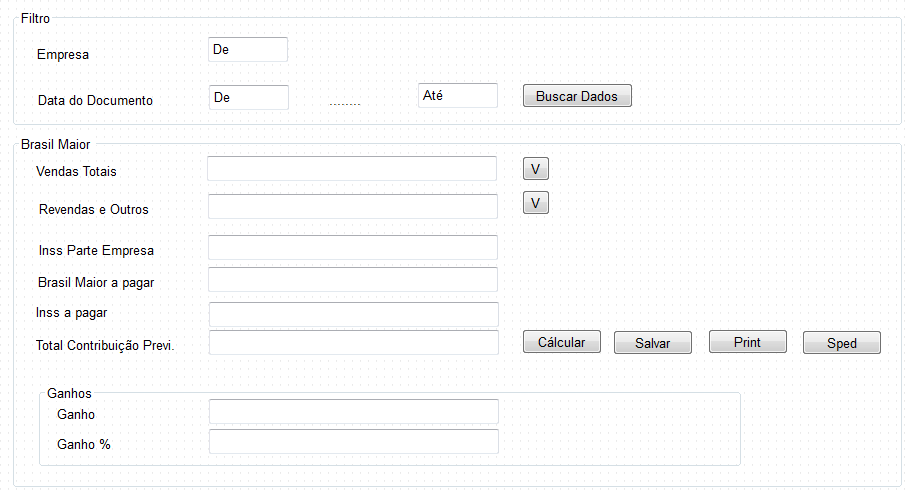 Filtro
Empresa De
Data do Documento De ........ Até Buscar Dados
Brasil Maior
Vendas Totais V
Revendas e Outros V
Inss Parte Empresa
Brasil Maior a pagar
Inss a pagar
Total Contribuição Previ. Cálcular Salvar Print Sped
Ganhos
Ganho
Ganho %